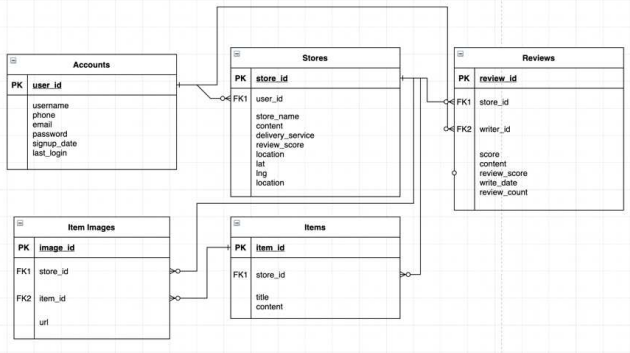 Accounts
PK user_id
username
phone
email
password
signup_date
last_login
Stores
PK store_id
FK1 user_id
store_name
content
delivery_service
review_score
location
lat
lng
location
Reviews
PK review_id
FK1 store_id
FK2 writer_id
score
content
review_score
write_date
review_count
Item Images
PK image_id
FK1 store_id
FK2 item_id
url
Items
PK item_id
FK1 store_id
title
content